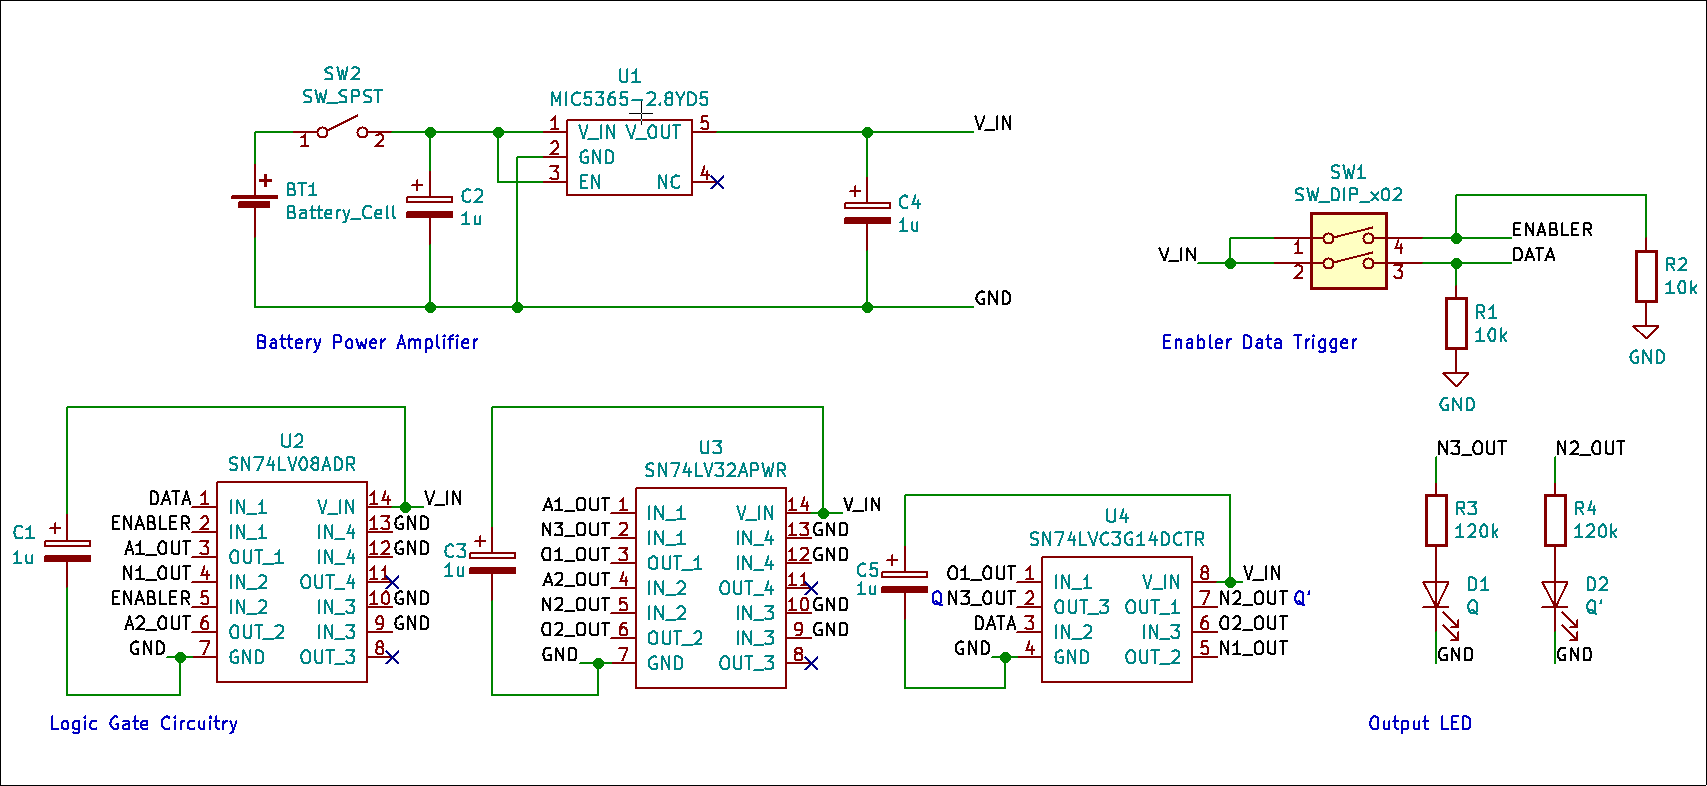 SW2
SW_SPST
1
2
U1
MIC5365-2.8YD5
1 V_IN V_OUT 5
2 GND
3 EN NC 4
V_IN
+ BT1
Battery_Cell
+ C2
1u
+ C4
1u
GND
Battery Power Amplifier
SW1
SW_DIP_x02
V_IN
1 4 ENABLER
2 3 DATA
R2
10k
GND
R1
10k
GND
Enabler Data Trigger
U2
SN74LV08ADR
+ C1
1u
DATA 1 IN_1 V_IN 14 V_IN
ENABLER 2 IN_1 IN_4 13 GND
A1_OUT 3 OUT_1 IN_4 12 GND
N1_OUT 4 IN_2 OUT_4 11
ENABLER 5 IN_2 IN_3 10 GND
A2_OUT 6 OUT_2 IN_3 9 GND
GND 7 GND OUT_3 8
Logic Gate Circuitry
U3
SN74LV32APWR
+ C3
1u
A1_OUT 1 IN_1 V_IN 14 V_IN
N3_OUT 2 IN_1 IN_4 13 GND
O1_OUT 3 OUT_1 IN_4 12 GND
A2_OUT 4 IN_2 OUT_4 11
N2_OUT 5 IN_2 IN_3 10 GND
O2_OUT 6 OUT_2 IN_3 9 GND
GND 7 GND OUT_3 8
U4
SN74LVC3G14DCTR
+ C5
1u
O1_OUT 1 IN_1 V_IN 8 V_IN
Q N3_OUT 2 OUT_3 OUT_1 7 N2_OUT Q'
DATA 3 IN_2 IN_3 6 O2_OUT
GND 4 GND OUT_2 5 N1_OUT
N3_OUT
R3
120k
D1
Q
GND
N2_OUT
R4
120k
D2
Q'
GND
Output LED